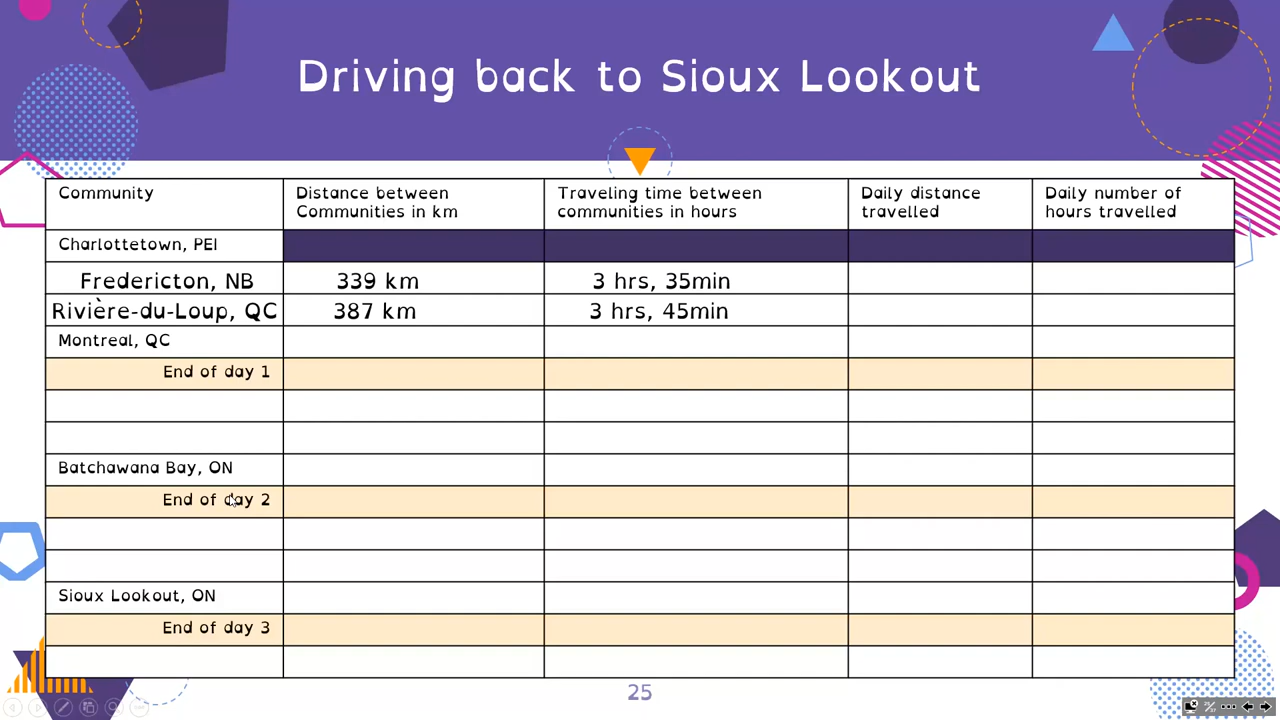 Driving back to Sioux Lookout
Community
Distance between
Communities in km
Traveling time between
communities in hours
Daily distance
travelled
Daily number of
hours travelled
Charlottetown, PEI
Fredericton, NB
339 km
3 hrs, 35min
Rivière-du-Loup, QC
387 km
3 hrs, 45min
Montreal, QC
End of day 1
Batchawana Bay, ON
End of day 2
Sioux Lookout, ON
End of day 3
25